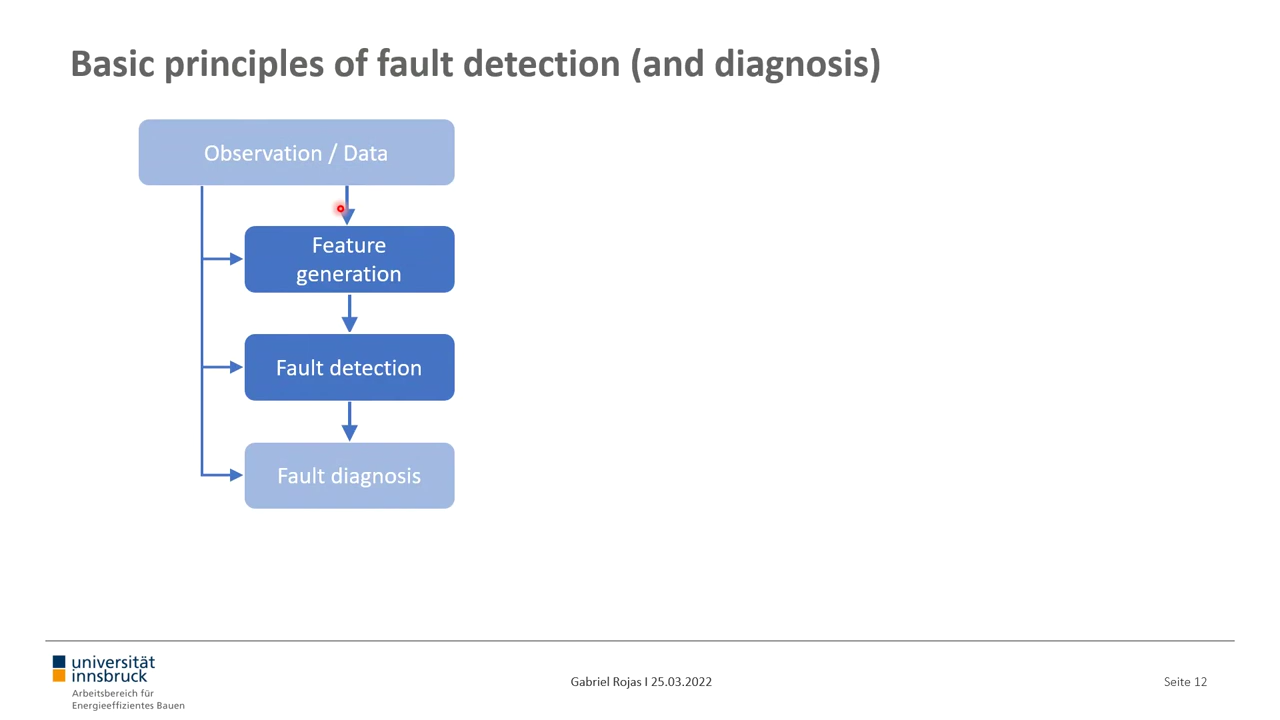 Basic principles of fault detection (and diagnosis)
Observation / Data
Feature
generation
Fault detection
Fault diagnosis
universität
innsbruck
Arbeitsbereich für
Energieeffizientes Bauen
Gabriel Rojas I 25.03.2022
Seite 12